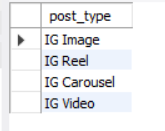 post_type
IG Image
IG Reel
IG Carousel
IG Video